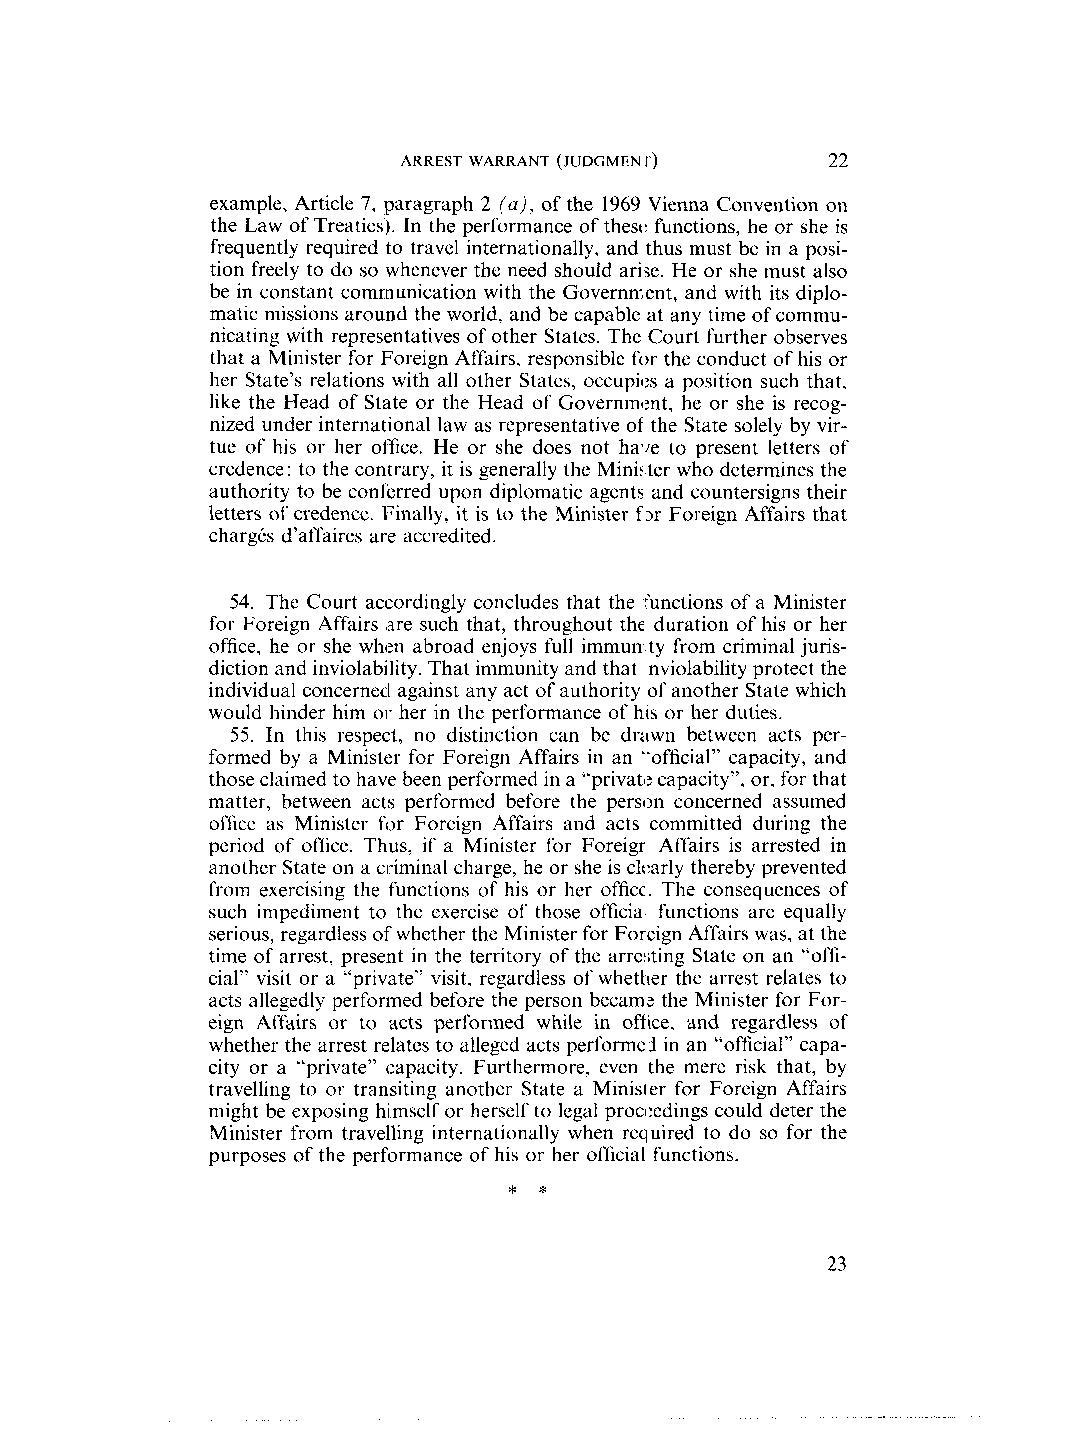 ARREST WARRANT (JUDGMENT) 22
example, Article 7, paragraph 2 (a), of the 1969 Vienna Convention on
the Law of Treaties). In the performance of these functions, he or she is
frequently required to travel internationally, and thus must be in a posi-
tion freely to do so whenever the need should arise. He or she must also
be in constant communication with the Government, and with its diplo-
matic missions around the world, and be capable at any time of commu-
nicating with representatives of other States. The Court further observes
that a Minister for Foreign Affairs, responsible for the conduct of his or
her State's relations with all other States, occupies a position such that,
like the Head of State or the Head of Government, he or she is recog-
nized under international law as representative of the State solely by vir-
tue of his or her office. He or she does not have to present letters of
credence: to the contrary, it is generally the Minister who determines the
authority to be conferred upon diplomatic agents and countersigns their
letters of credence. Finally, it is to the Minister for Foreign Affairs that
chargés d'affaires are accredited.
54. The Court accordingly concludes that the functions of a Minister
for Foreign Affairs are such that, throughout the duration of his or her
office, he or she when abroad enjoys full immunity from criminal juris-
diction and inviolability. That immunity and that inviolability protect the
individual concerned against any act of authority of another State which
would hinder him or her in the performance of his or her duties.
55. In this respect, no distinction can be drawn between acts per-
formed by a Minister for Foreign Affairs in an "official" capacity, and
those claimed to have been performed in a "private capacity", or, for that
matter, between acts performed before the person concerned assumed
office as Minister for Foreign Affairs and acts committed during the
period of office. Thus, if a Minister for Foreign Affairs is arrested in
another State on a criminal charge, he or she is clearly thereby prevented
from exercising the functions of his or her office. The consequences of
such impediment to the exercise of those official functions are equally
serious, regardless of whether the Minister for Foreign Affairs was, at the
time of arrest, present in the territory of the arresting State on an "offi-
cial" visit or a "private" visit, regardless of whether the arrest relates to
acts allegedly performed before the person became the Minister for For-
eign Affairs or to acts performed while in office, and regardless of
whether the arrest relates to alleged acts performed in an "official" capa-
city or a "private" capacity. Furthermore, even the mere risk that, by
travelling to or transiting another State a Minister for Foreign Affairs
might be exposing himself or herself to legal proceedings could deter the
Minister from travelling internationally when required to do so for the
purposes of the performance of his or her official functions.
* *
23